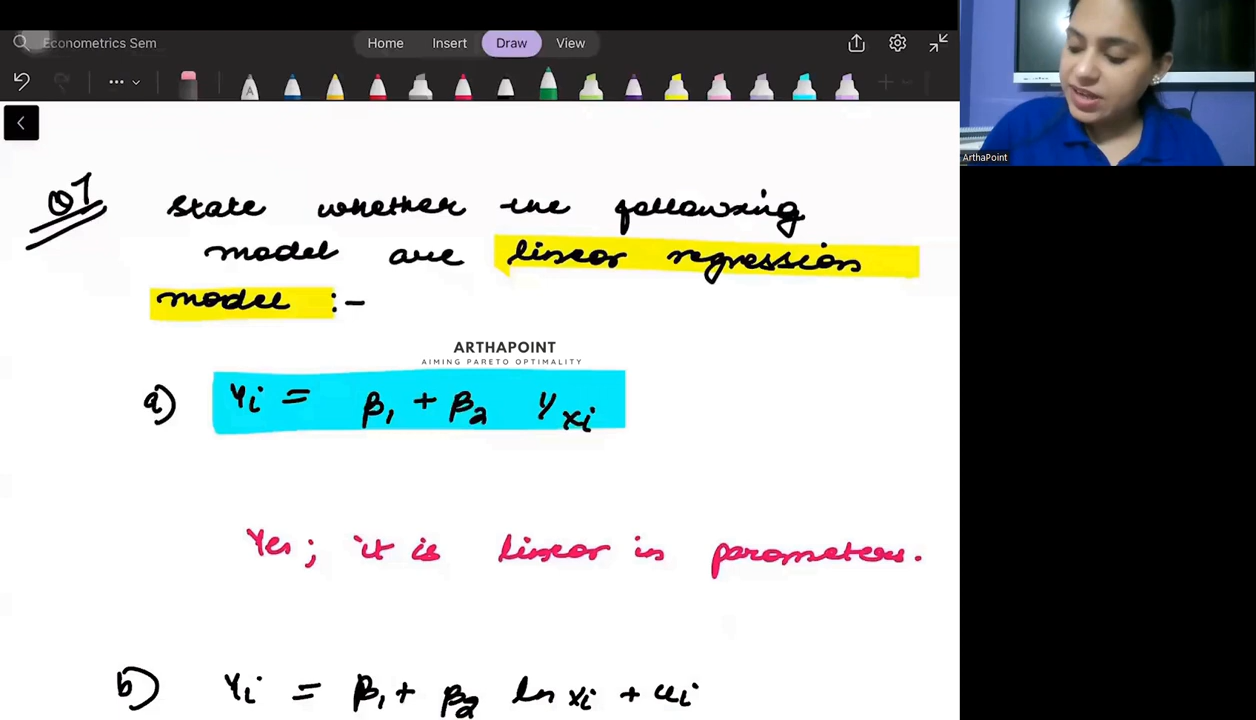 Econometrics Sem
Home Insert Draw View
A
Q7 State whether the following
model are linear regression
model :-
ARTHAPOINT
AIMING PARETO OPTIMALITY
a) Yi = β1 + β2 1/xi
Yes; it is linear in parameters.
b) Yi = β1 + β2 ln xi + ui
ArthaPoint